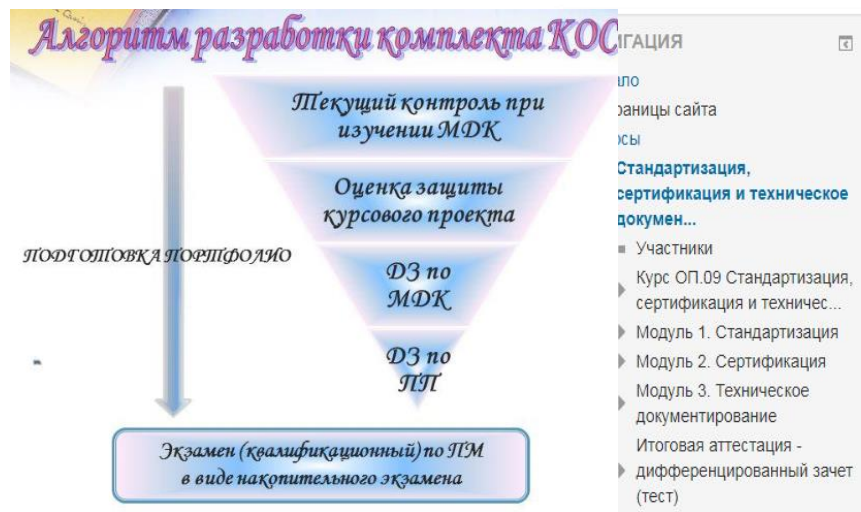 Алгоритм разработки комплекта КОС
Текущий контроль при
изучении МДК
Оценка защиты
курсового проекта
ПОДГОТОВКА ПОРТФОЛИО
ДЗ по
МДК
ДЗ по
ПП
Экзамен (квалификационный) по ПМ
в виде накопительного экзамена
ИГАЦИЯ
ало
раницы сайта
рсы
Стандартизация,
сертификация и техническое
докумен...
Участники
Курс ОП.09 Стандартизация,
сертификация и техничес...
Модуль 1. Стандартизация
Модуль 2. Сертификация
Модуль 3. Техническое
документирование
Итоговая аттестация -
дифференцированный зачет
(тест)